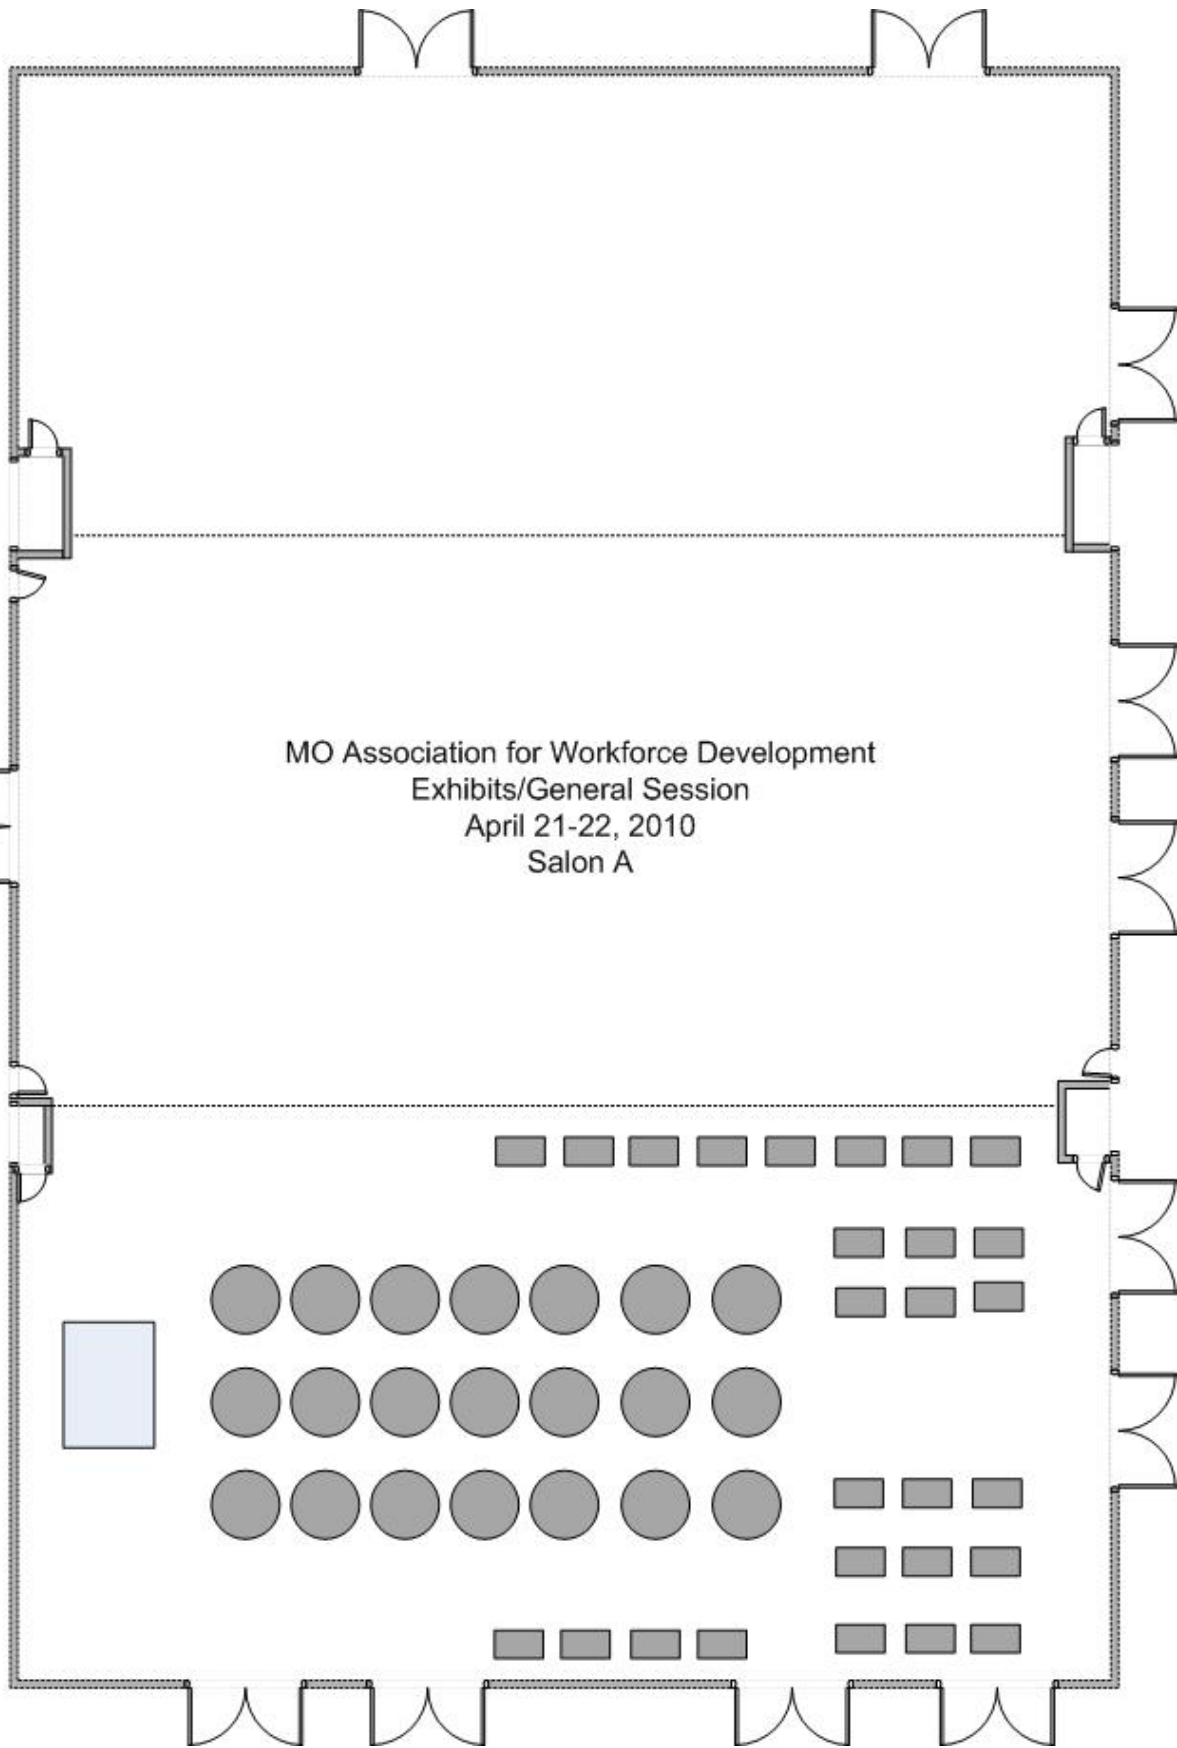 MO Association for Workforce Development
Exhibits/General Session
April 21-22, 2010
Salon A